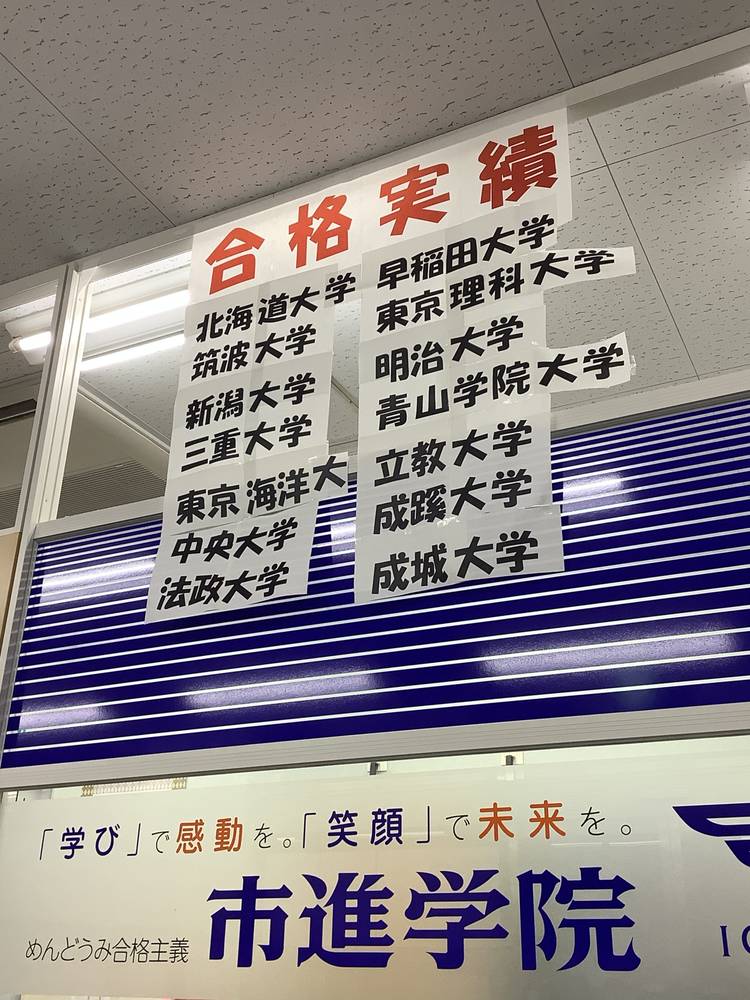 合格実績
北海道大学
筑波大学
新潟大学
三重大学
東京海洋大
中央大学
法政大学
早稲田大学
東京理科大学
明治大学
青山学院大学
立教大学
成蹊大学
成城大学
「学び」で感動を。「笑顔」で未来を。
めんどうみ合格主義 市進学院